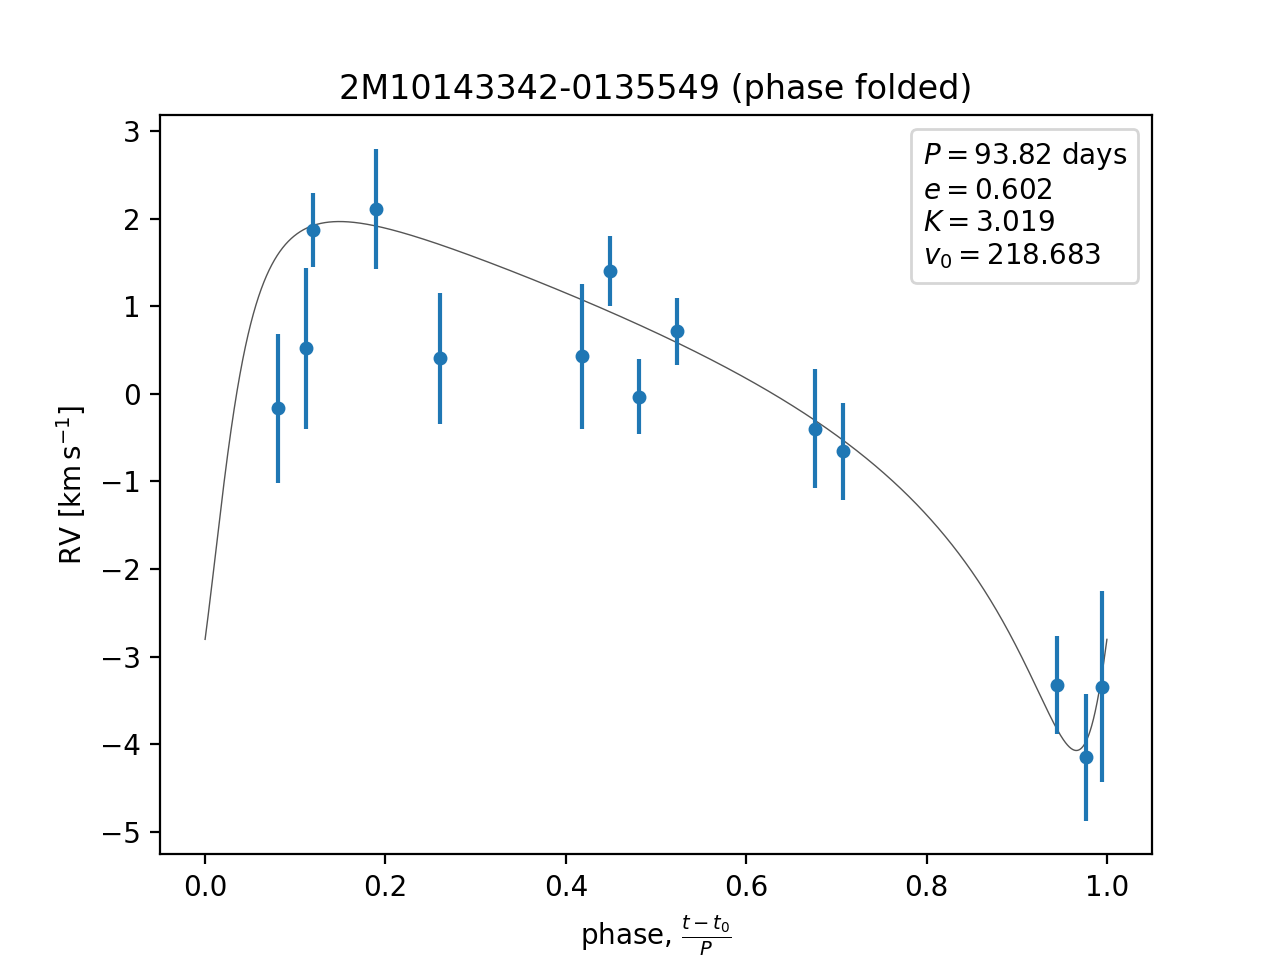 2M10143342-0135549 (phase folded)
P = 93.82 days
e = 0.602
K = 3.019
v₀ = 218.683
RV [km s⁻¹]
3
2
1
0
−1
−2
−3
−4
−5
0.0 0.2 0.4 0.6 0.8 1.0
phase, (t − t₀)/P